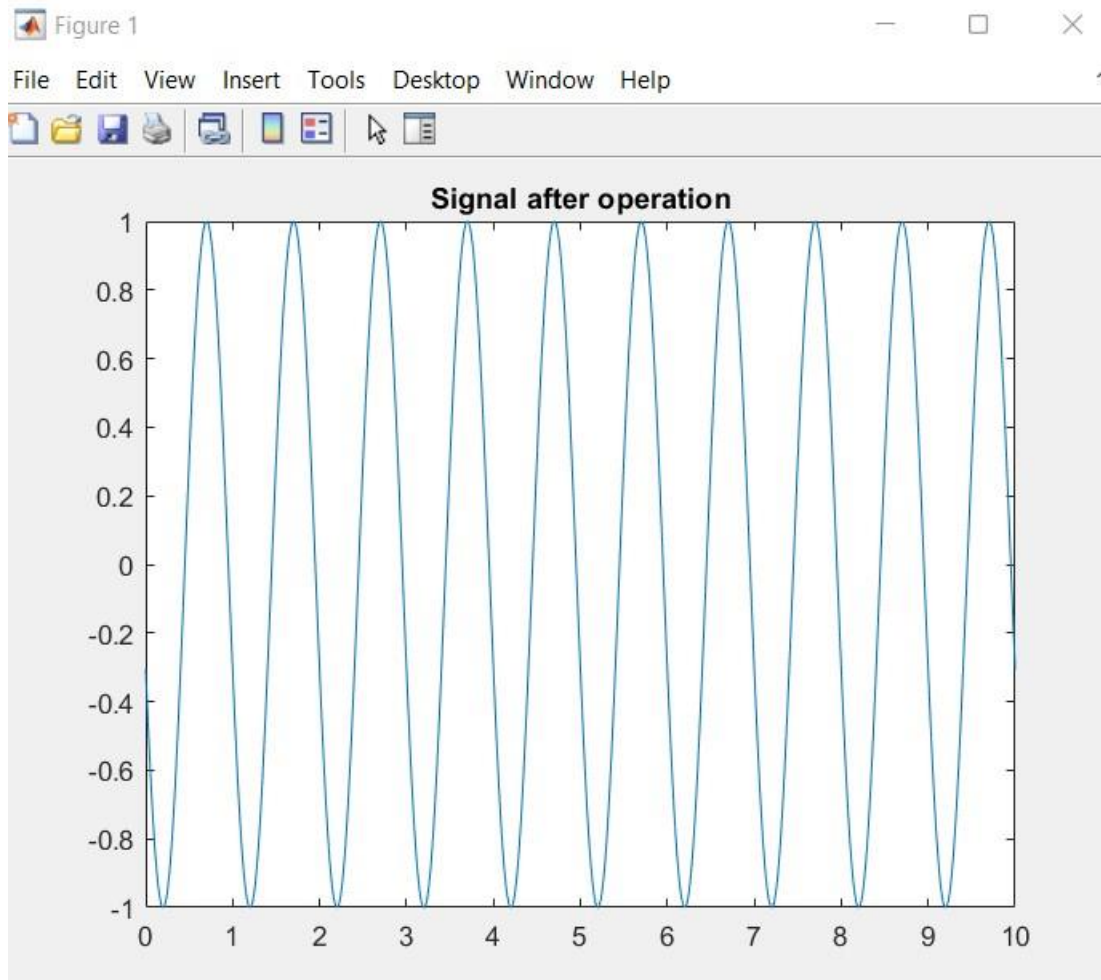 Figure 1
File Edit View Insert Tools Desktop Window Help
Signal after operation
1
0.8
0.6
0.4
0.2
0
-0.2
-0.4
-0.6
-0.8
-1
0 1 2 3 4 5 6 7 8 9 10